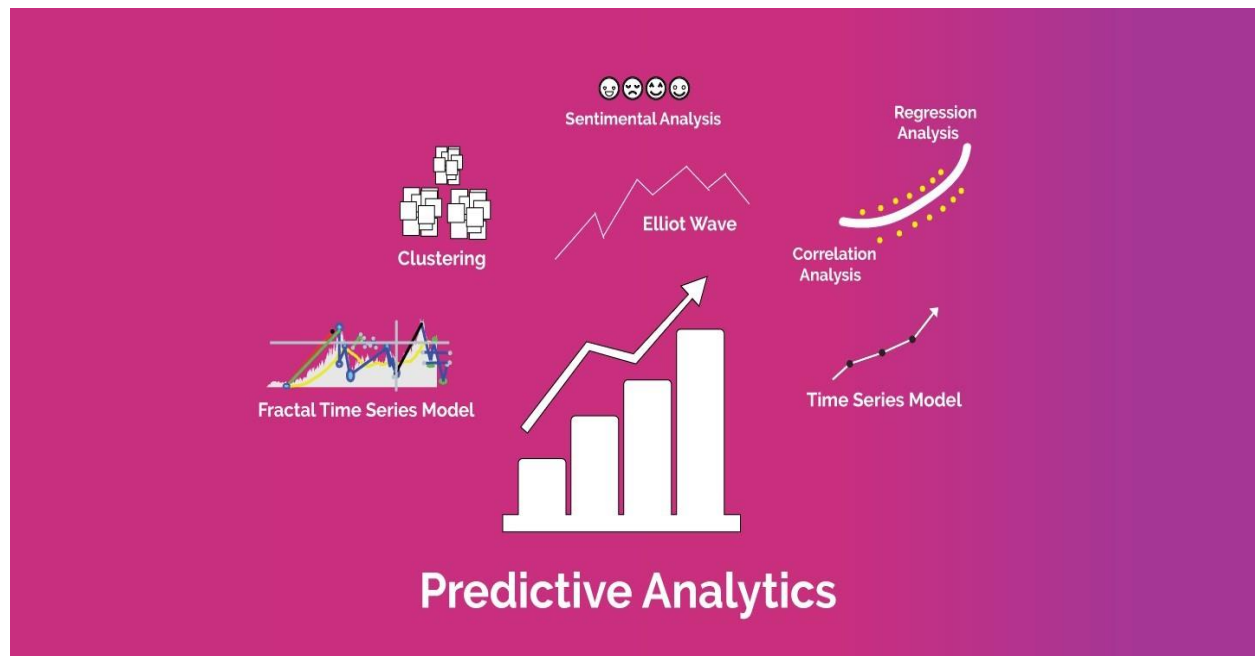 Sentimental Analysis
Regression
Analysis
Elliot Wave
Clustering
Correlation
Analysis
Fractal Time Series Model
Time Series Model
Predictive Analytics